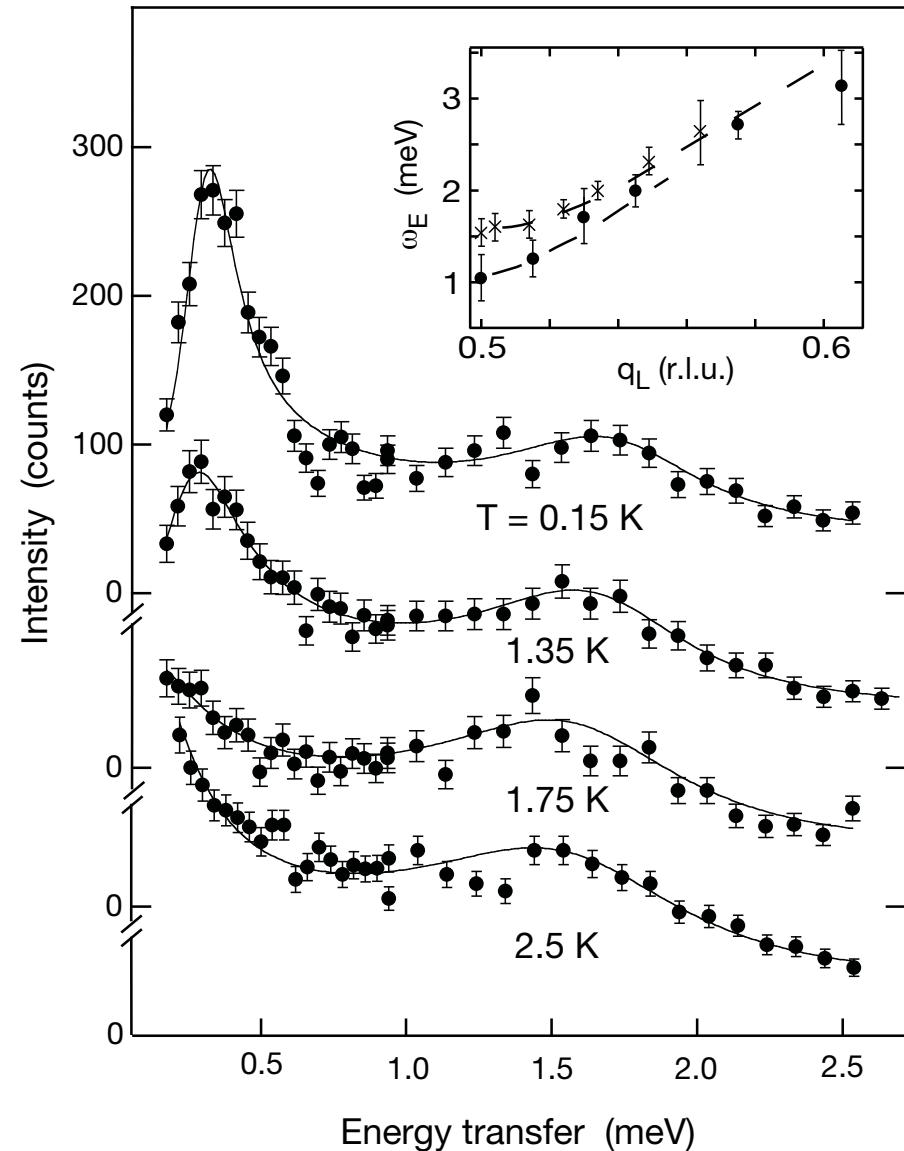 300
200
100
0
0
0
0
Intensity (counts)
T = 0.15 K
1.35 K
1.75 K
2.5 K
0.5
1.0
1.5
2.0
2.5
Energy transfer (meV)
3
2
1
ωE (meV)
0.5
0.6
qL (r.l.u.)